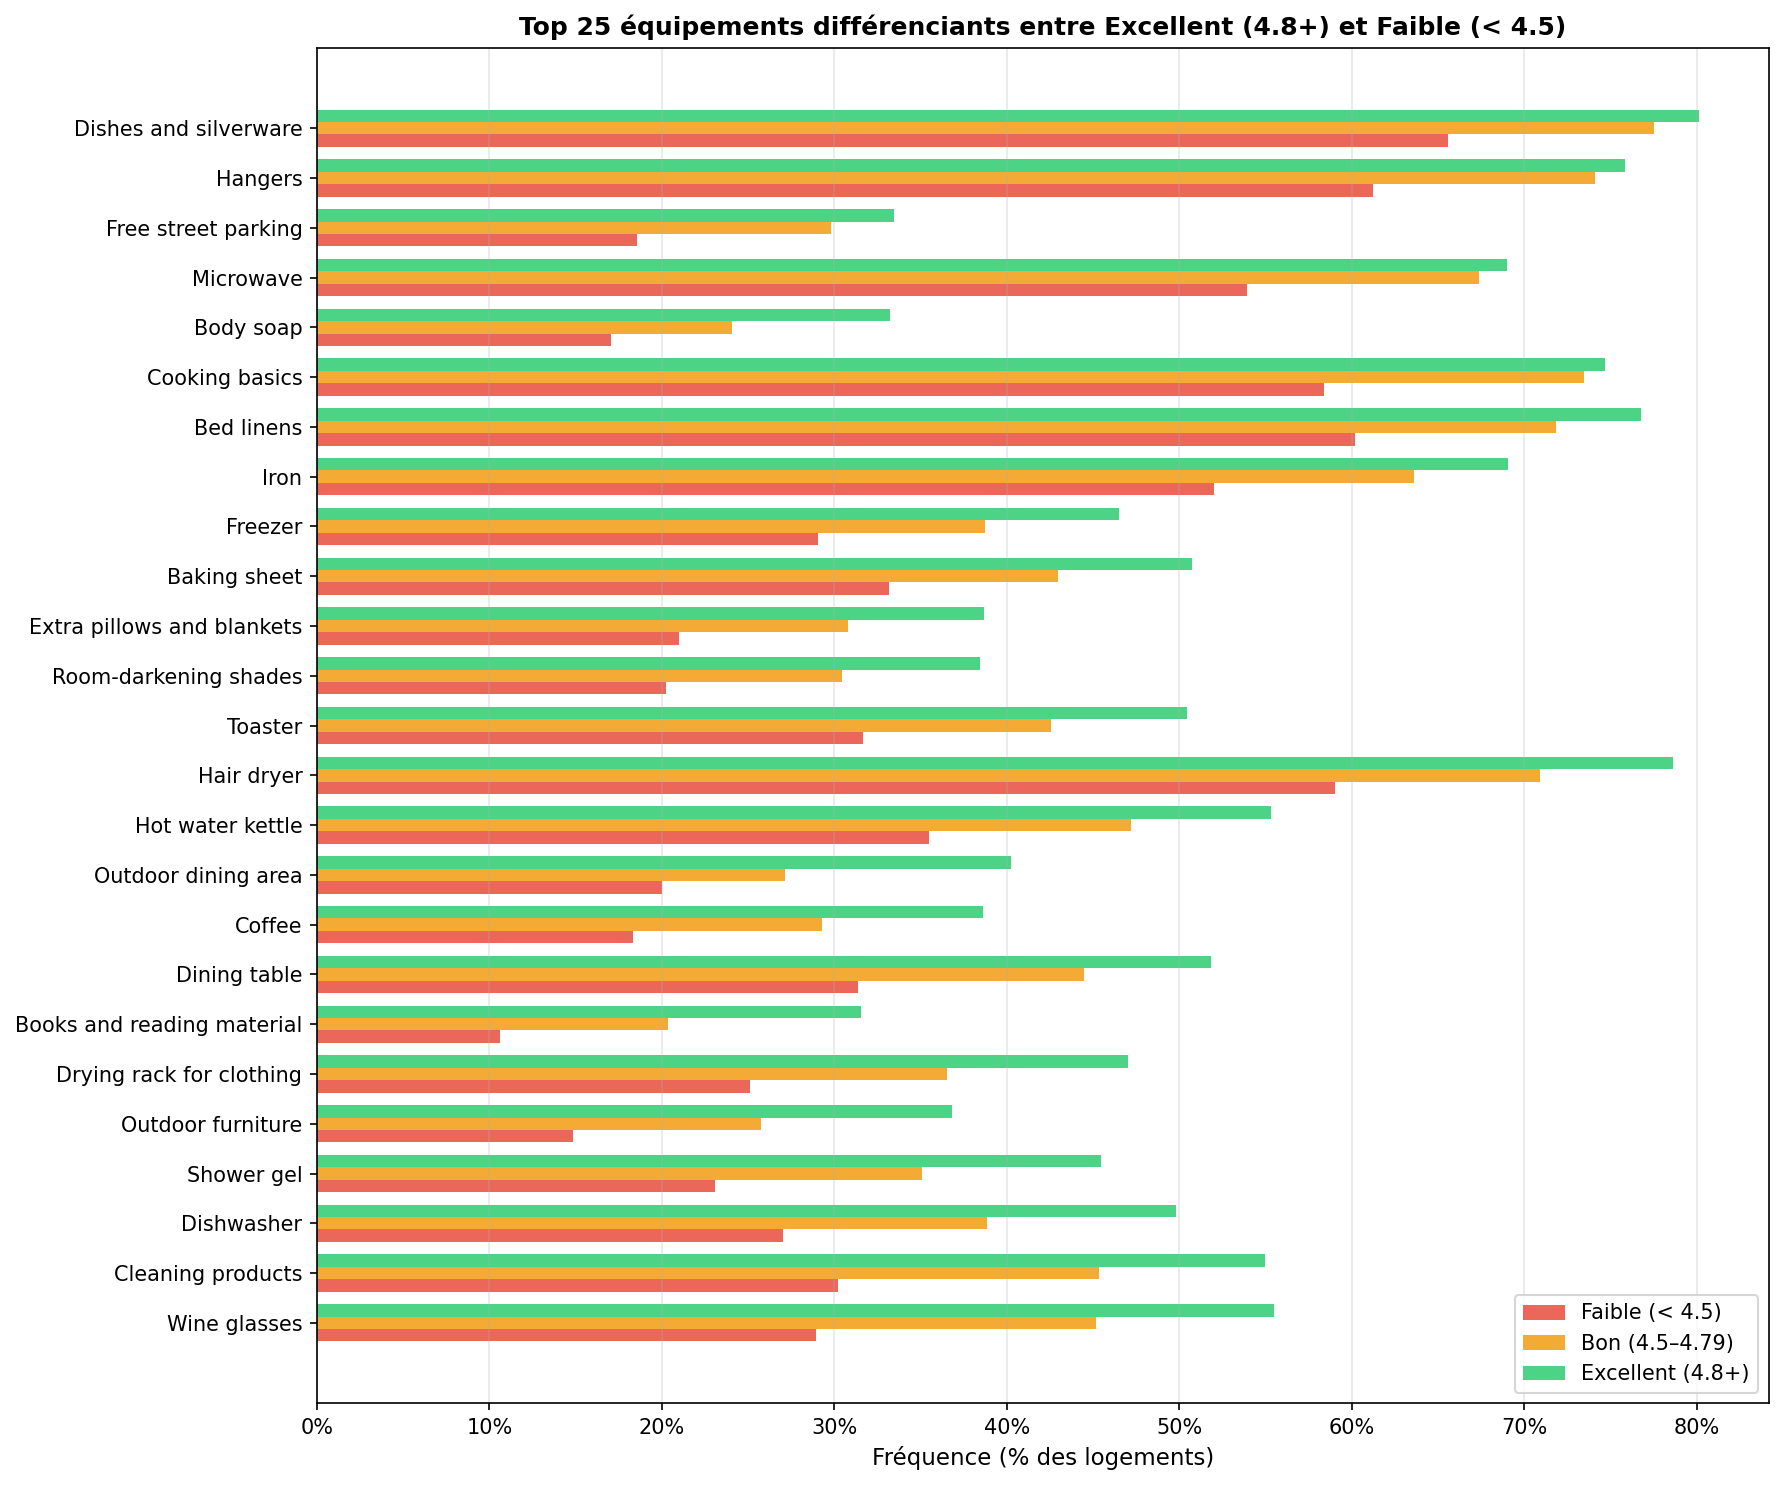 Top 25 équipements différenciants entre Excellent (4.8+) et Faible (< 4.5)
Dishes and silverware
Hangers
Free street parking
Microwave
Body soap
Cooking basics
Bed linens
Iron
Freezer
Baking sheet
Extra pillows and blankets
Room-darkening shades
Toaster
Hair dryer
Hot water kettle
Outdoor dining area
Coffee
Dining table
Books and reading material
Drying rack for clothing
Outdoor furniture
Shower gel
Dishwasher
Cleaning products
Wine glasses
Faible (< 4.5)
Bon (4.5–4.79)
Excellent (4.8+)
0% 10% 20% 30% 40% 50% 60% 70% 80%
Fréquence (% des logements)